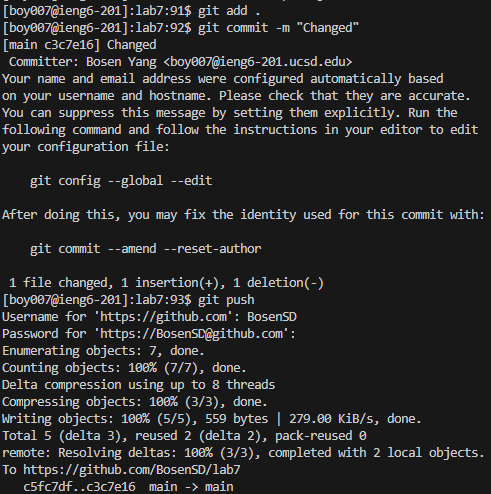 [boy007@ieng6-201]:lab7:91$ git add .
[boy007@ieng6-201]:lab7:92$ git commit -m "Changed"
[main c3c7e16] Changed
 Committer: Bosen Yang <boy007@ieng6-201.ucsd.edu>
Your name and email address were configured automatically based
on your username and hostname. Please check that they are accurate.
You can suppress this message by setting them explicitly. Run the
following command and follow the instructions in your editor to edit
your configuration file:

    git config --global --edit

After doing this, you may fix the identity used for this commit with:

    git commit --amend --reset-author

 1 file changed, 1 insertion(+), 1 deletion(-)
[boy007@ieng6-201]:lab7:93$ git push
Username for 'https://github.com': BosenSD
Password for 'https://BosenSD@github.com':
Enumerating objects: 7, done.
Counting objects: 100% (7/7), done.
Delta compression using up to 8 threads
Compressing objects: 100% (3/3), done.
Writing objects: 100% (5/5), 559 bytes | 279.00 KiB/s, done.
Total 5 (delta 3), reused 2 (delta 2), pack-reused 0
remote: Resolving deltas: 100% (3/3), completed with 2 local objects.
To https://github.com/BosenSD/lab7
   c5fc7df..c3c7e16  main -> main